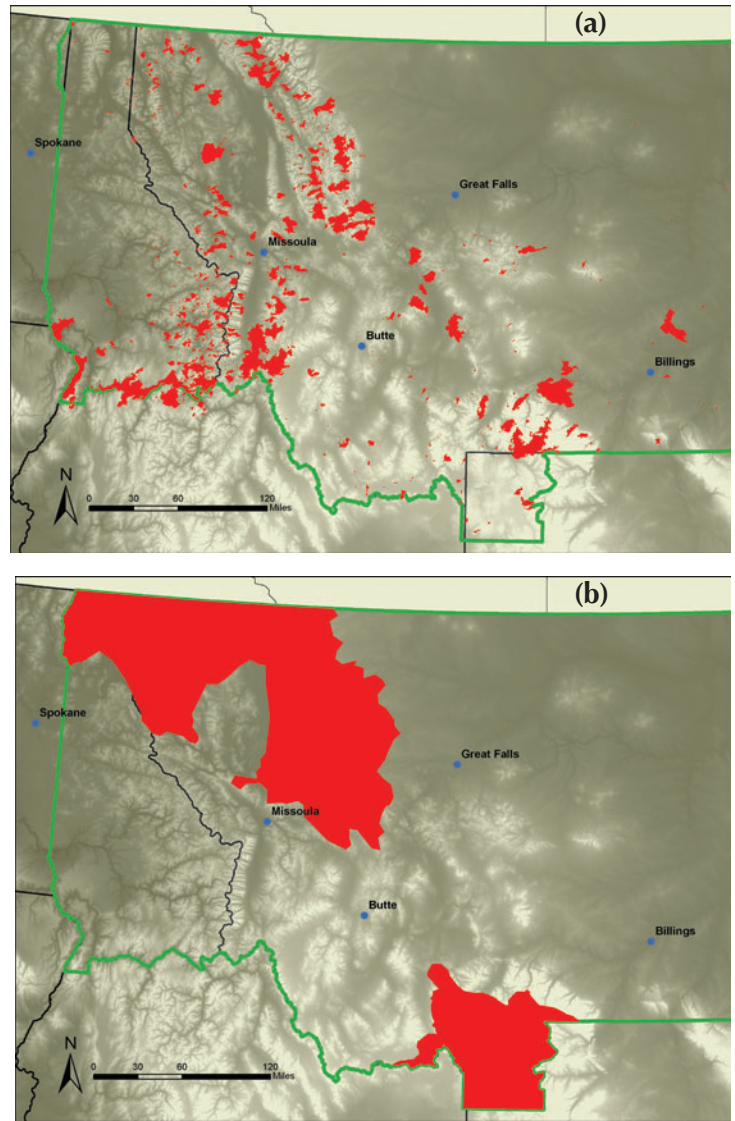 (a)
Spokane
Great Falls
Missoula
Butte
Billings
N
0 30 60 120
Miles
(b)
Spokane
Great Falls
Missoula
Butte
Billings
N
0 30 60 120
Miles